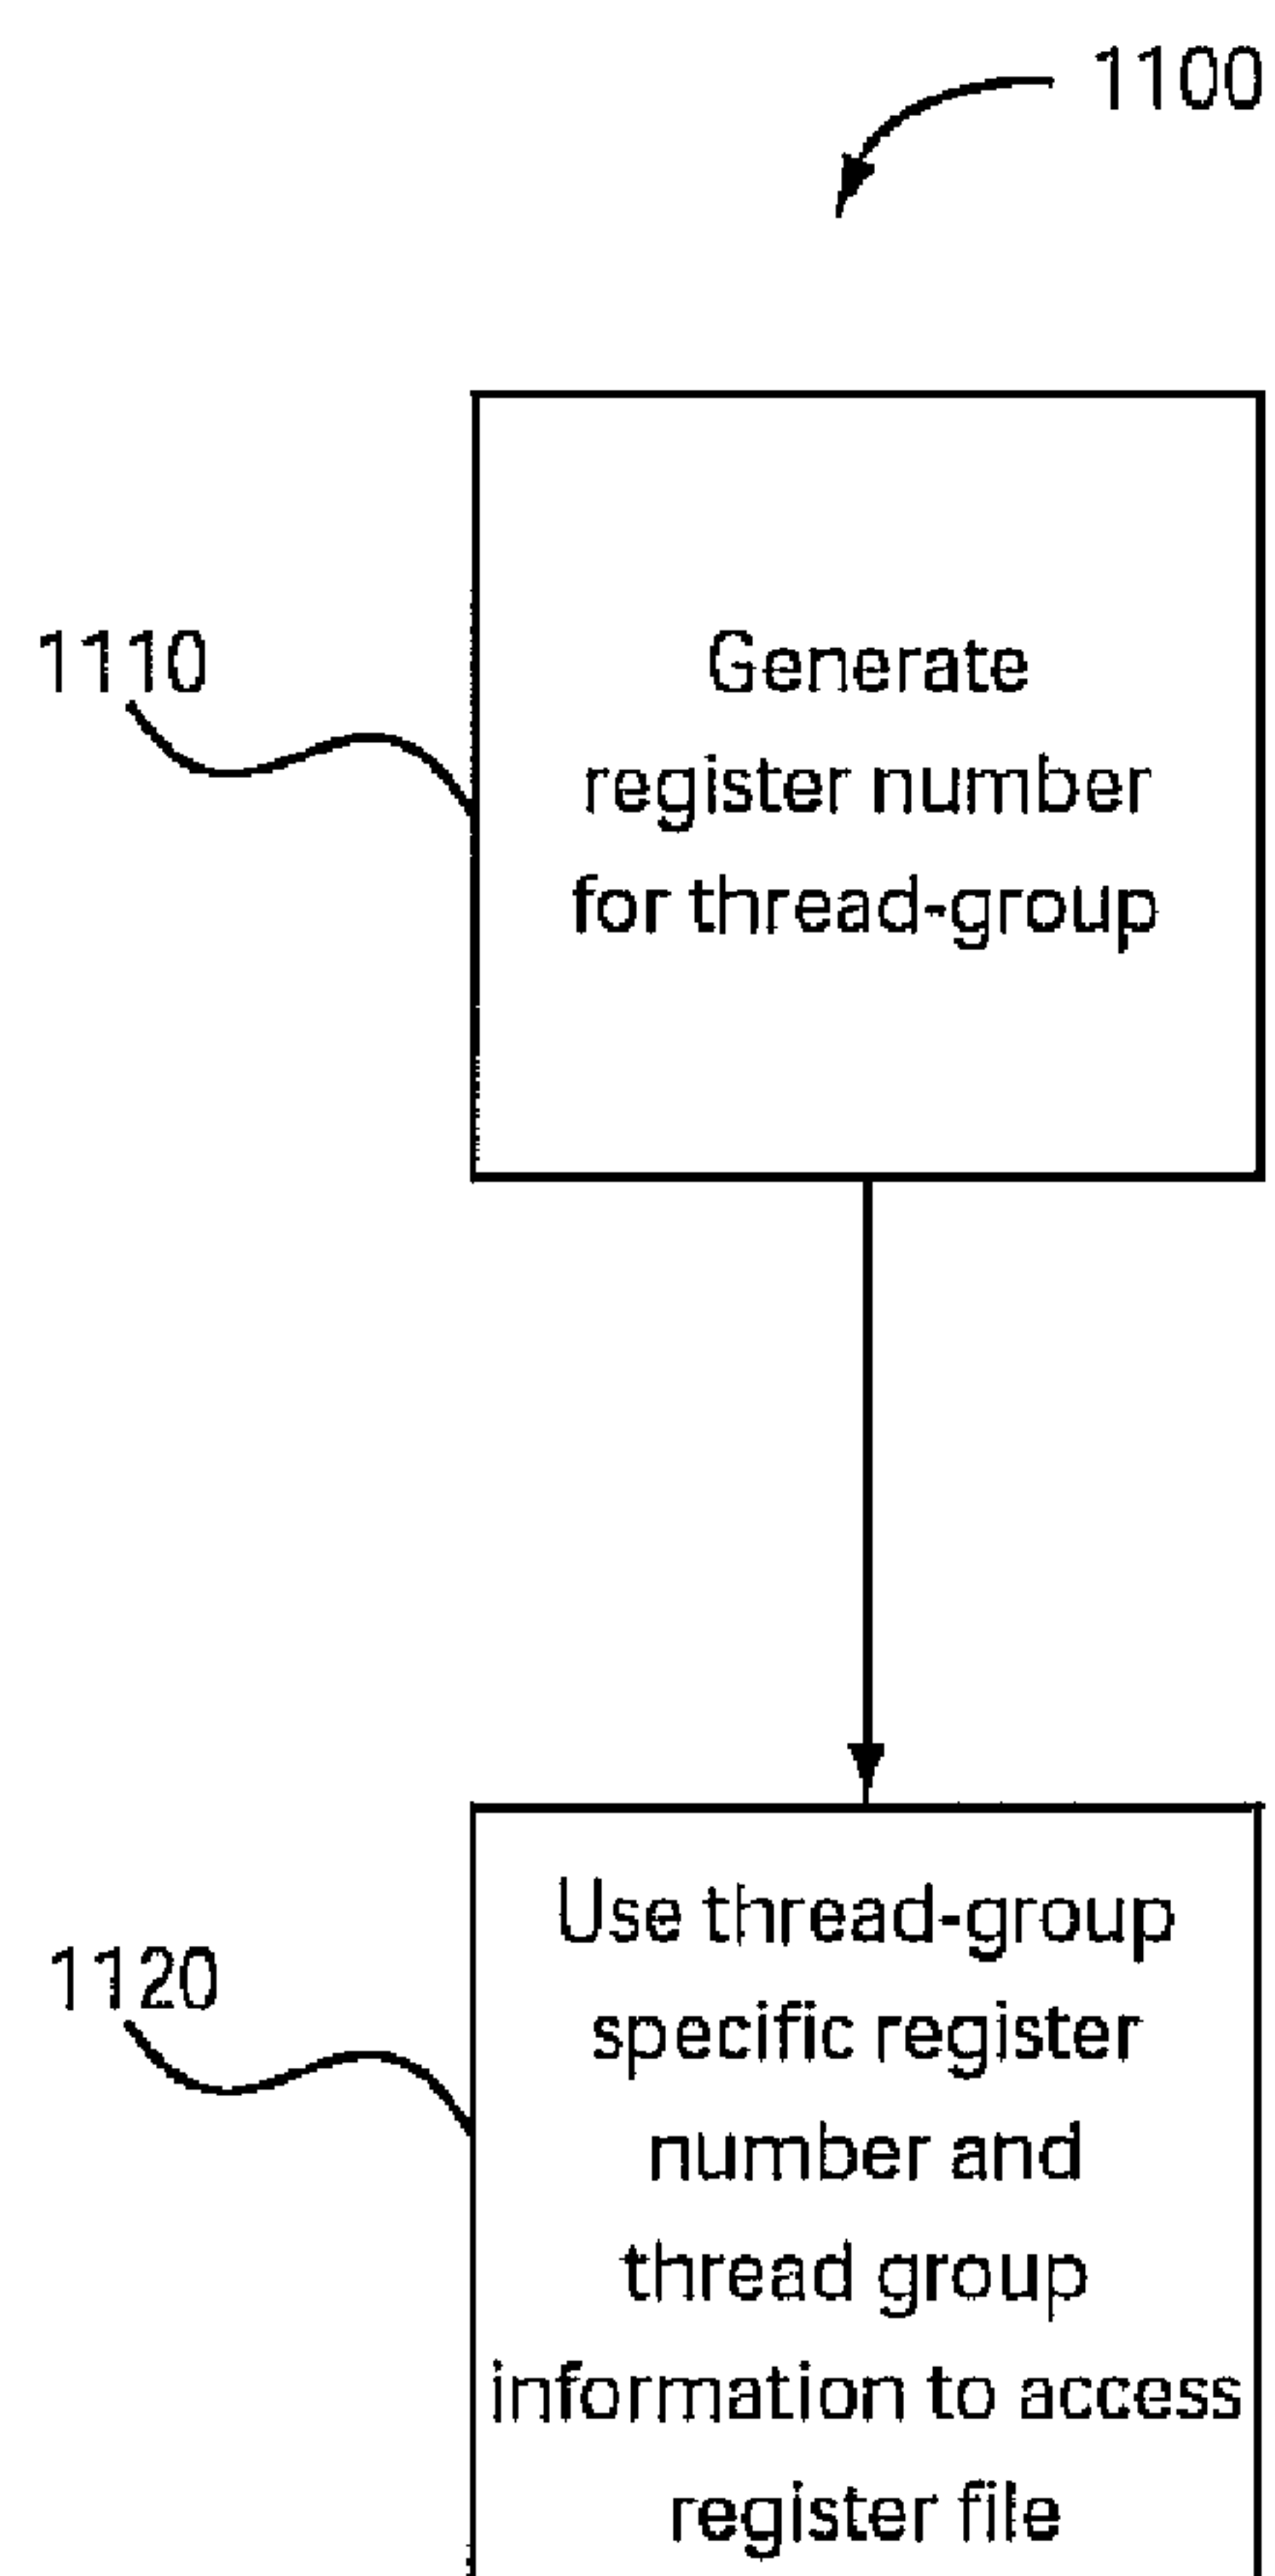 1100
1110
Generate
register number
for thread-group
1120
Use thread-group
specific register
number and
thread group
information to access
register file